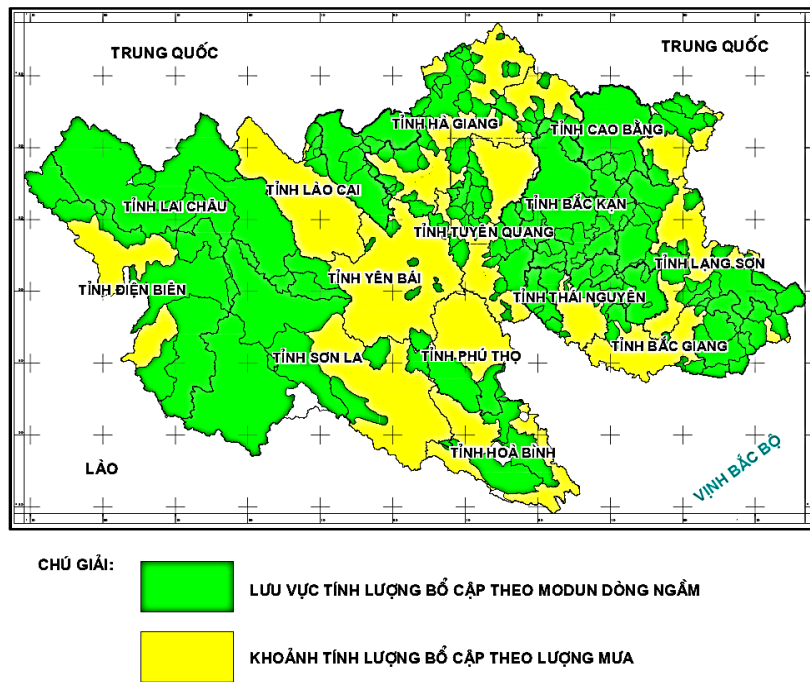 TRUNG QUỐC
TRUNG QUỐC
TỈNH HÀ GIANG
TỈNH CAO BẰNG
TỈNH LÀO CAI
TỈNH LAI CHÂU
TỈNH BẮC KẠN
TỈNH TUYÊN QUANG
TỈNH LẠNG SƠN
TỈNH YÊN BÁI
TỈNH ĐIỆN BIÊN
TỈNH THÁI NGUYÊN
TỈNH BẮC GIANG
TỈNH SƠN LA
TỈNH PHÚ THỌ
TỈNH HOÀ BÌNH
LÀO
VỊNH BẮC BỘ
CHÚ GIẢI:
LƯU VỰC TÍNH LƯỢNG BỔ CẬP THEO MODUN DÒNG NGẦM
KHOẢNH TÍNH LƯỢNG BỔ CẬP THEO LƯỢNG MƯA